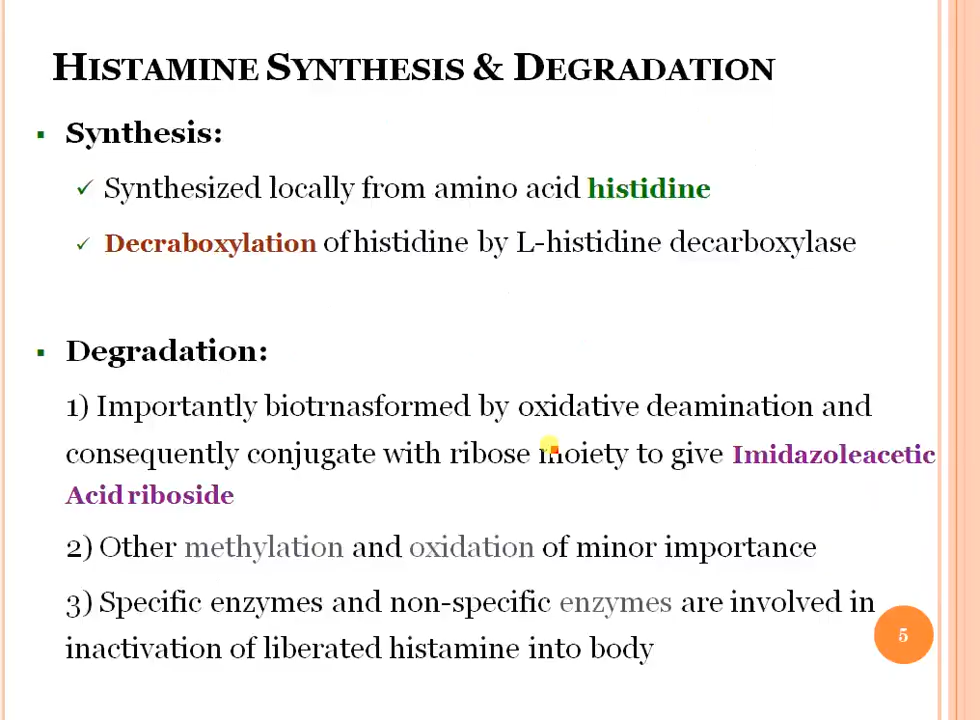 HISTAMINE SYNTHESIS & DEGRADATION
▪ Synthesis:
✓ Synthesized locally from amino acid histidine
✓ Decraboxylation of histidine by L-histidine decarboxylase
▪ Degradation:
1) Importantly biotrnasformed by oxidative deamination and
consequently conjugate with ribose moiety to give Imidazoleacetic
Acid riboside
2) Other methylation and oxidation of minor importance
3) Specific enzymes and non-specific enzymes are involved in
inactivation of liberated histamine into body
5